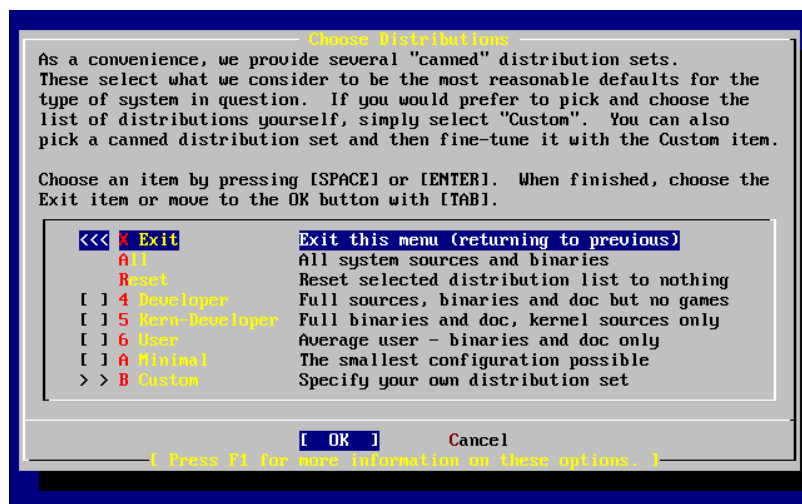 Choose Distributions
As a convenience, we provide several "canned" distribution sets.
These select what we consider to be the most reasonable defaults for the
type of system in question.  If you would prefer to pick and choose the
list of distributions yourself, simply select "Custom".  You can also
pick a canned distribution set and then fine-tune it with the Custom item.
Choose an item by pressing [SPACE] or [ENTER].  When finished, choose the
Exit item or move to the OK button with [TAB].
<<< X Exit Exit this menu (returning to previous)
All All system sources and binaries
Reset Reset selected distribution list to nothing
[ ] 4 Developer Full sources, binaries and doc but no games
[ ] 5 Kern-Developer Full binaries and doc, kernel sources only
[ ] 6 User Average user - binaries and doc only
[ ] A Minimal The smallest configuration possible
> > B Custom Specify your own distribution set
[ OK ] Cancel
[ Press F1 for more information on these options. ]